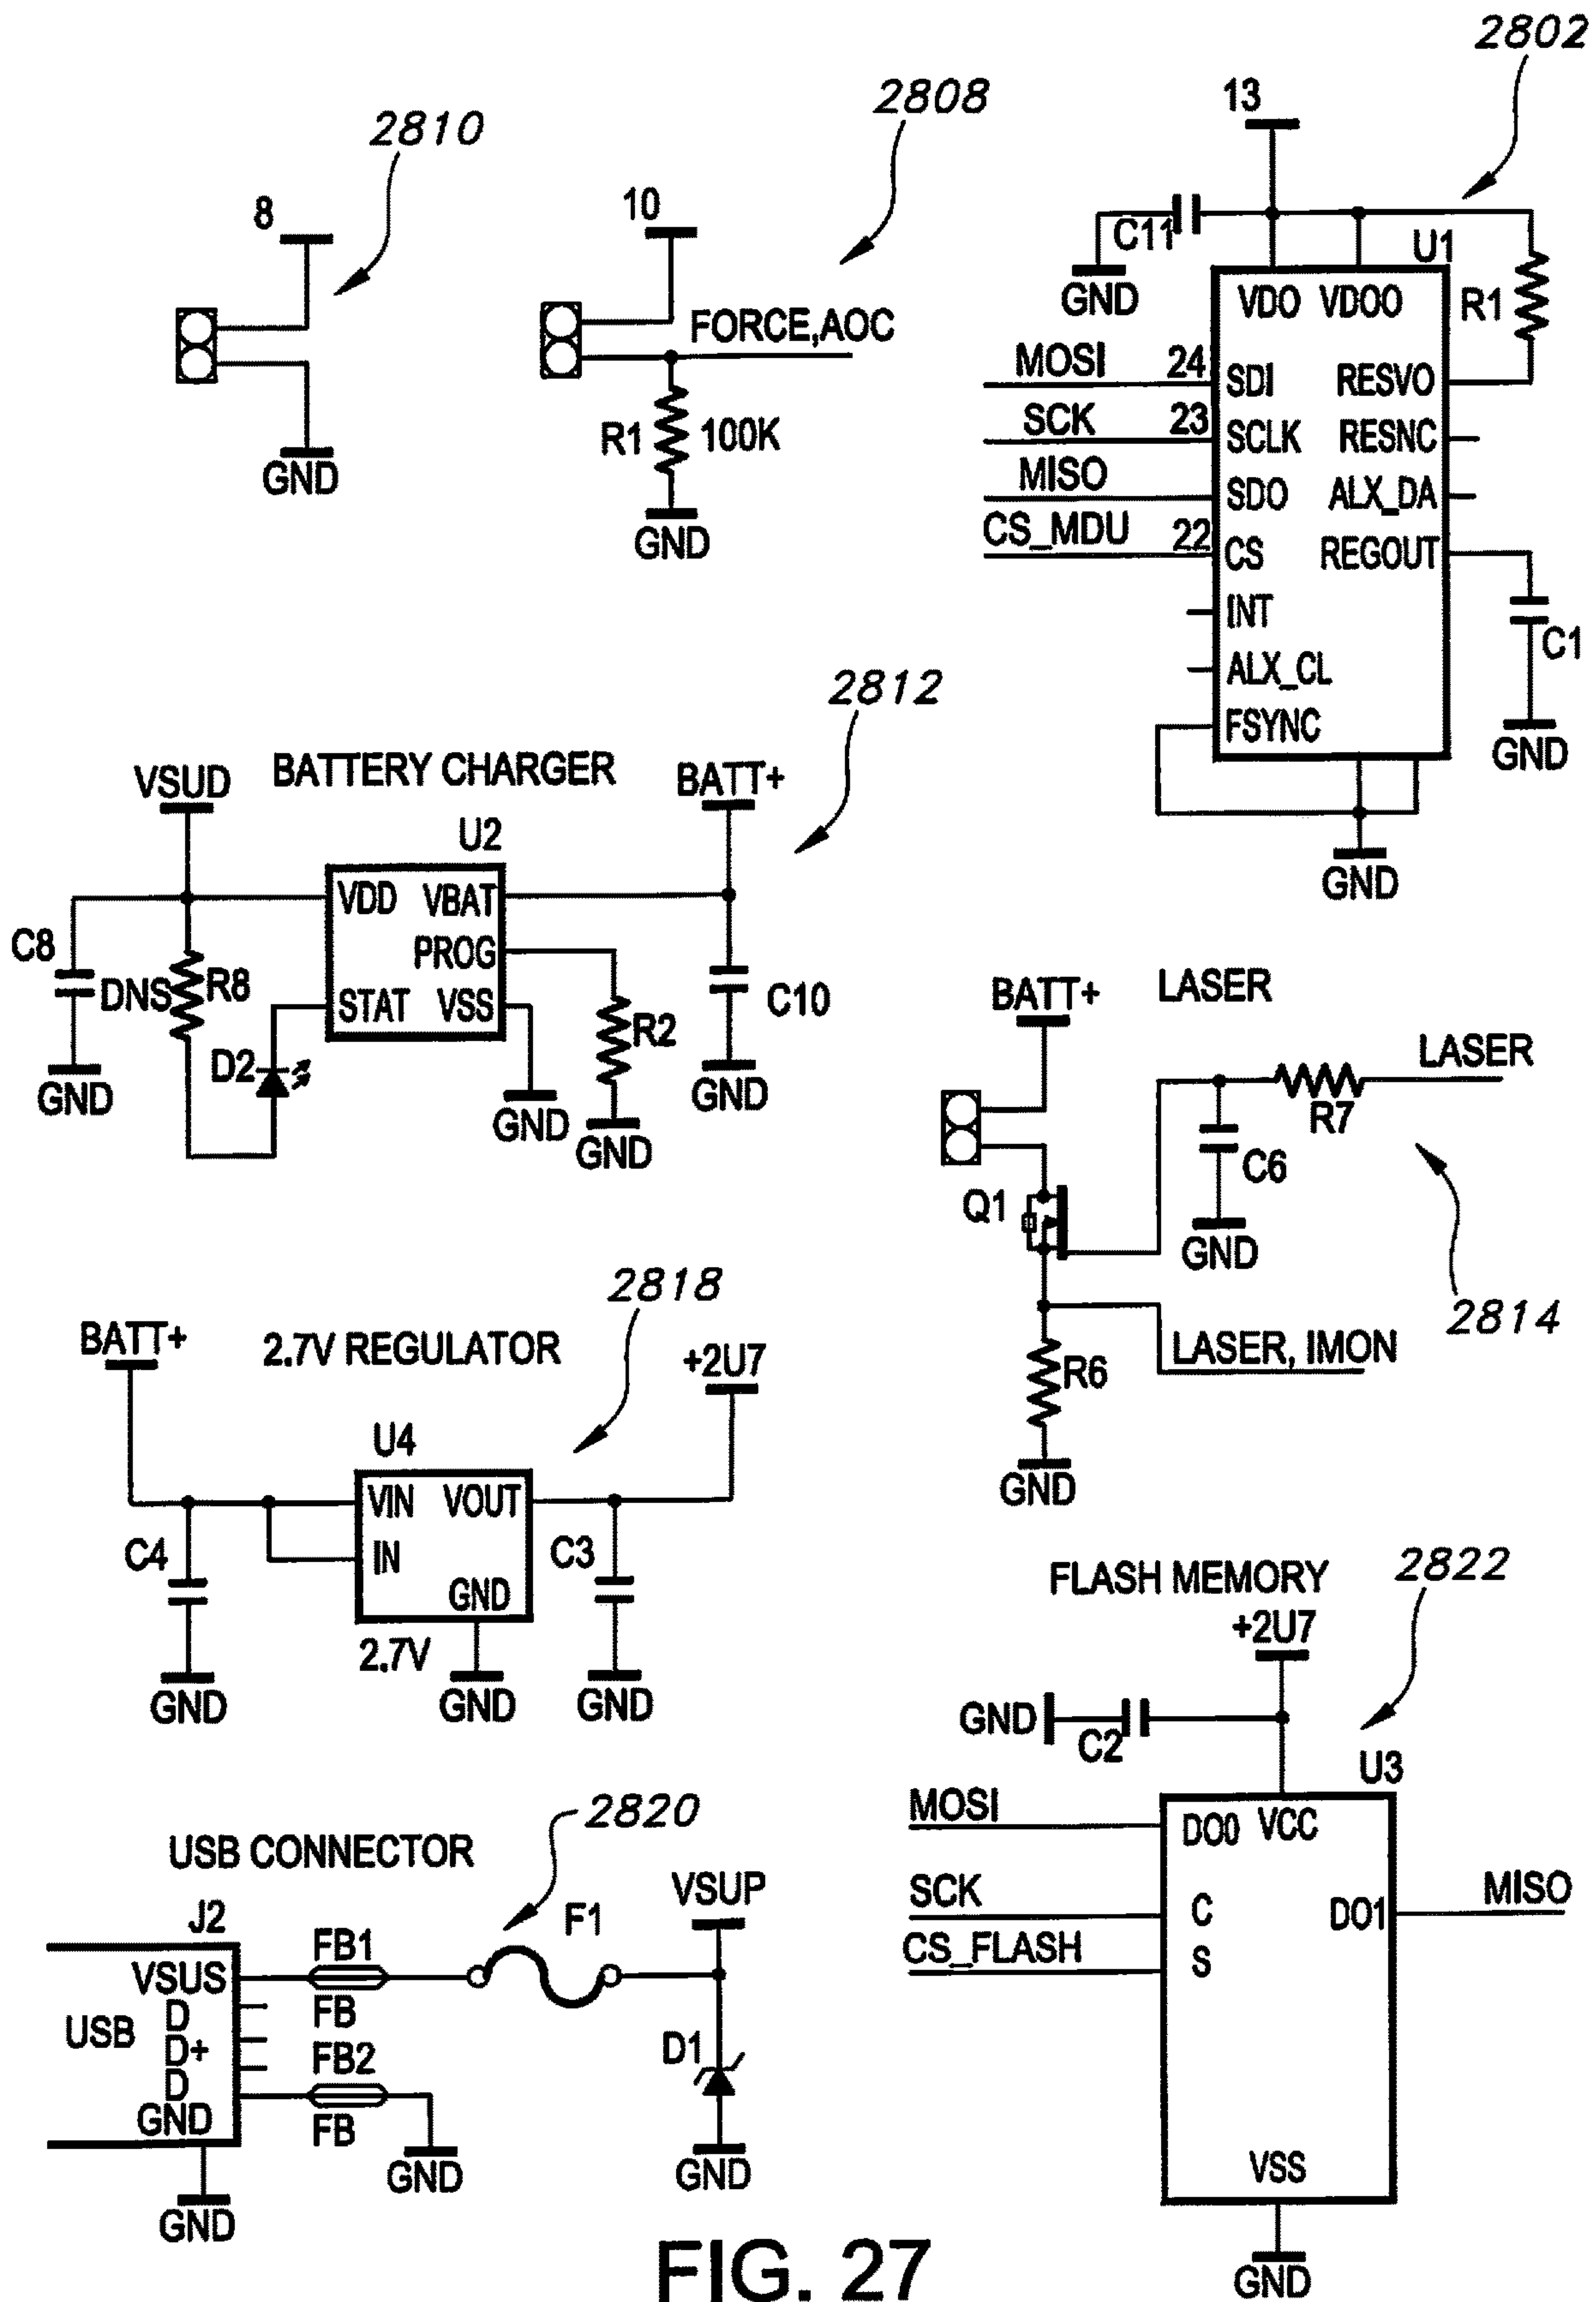 2802
13
C11
GND
U1
R1
VDO VDOO
MOSI 24 SDI RESVO
SCK 23 SCLK RESNC
MISO SDO ALX_DA
CS_MDU 22 CS REGOUT
INT
ALX_CL
FSYNC
C1
GND
GND
2810
8
GND
2808
10
FORCE,AOC
R1 100K
GND
2812
BATTERY CHARGER
VSUD
BATT+
U2
VDD VBAT
PROG
STAT VSS
C8
DNS
R8
D2
GND
GND
R2
GND
C10
GND
BATT+
LASER
LASER
R7
C6
GND
Q1
2814
LASER, IMON
R6
GND
2818
BATT+
2.7V REGULATOR
+2U7
U4
VIN VOUT
IN
GND
2.7V
C4
GND
GND
C3
GND
FLASH MEMORY
2822
+2U7
GND
C2
U3
MOSI
DO0 VCC
SCK
C
DO1
MISO
CS_FLASH
S
VSS
GND
2820
USB CONNECTOR
J2
VSUS
USB
D
D+
D
GND
GND
FB1
FB
FB2
FB
GND
F1
VSUP
D1
GND
FIG. 27